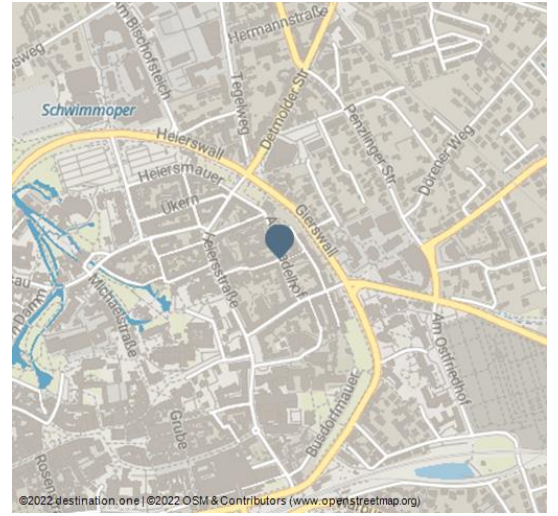 Am Bischofsteich
Hermannstraße
Tegelweg
Detmolder Str
Schwimmoper
Penzlinger Str
Dörener Weg
Heierswall
Heiersmauer
Ükern
Gierswall
Heiersstraße
Michaelstraße
Am Ostfriedhof
Busdorfmauer
Grube
©2022 destination.one | ©2022 OSM & Contributors (www.openstreetmap.org)